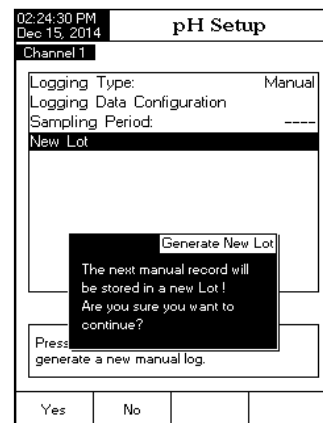 02:24:30 PM
Dec 15, 2014
pH Setup
Channel 1
Logging Type: Manual
Logging Data Configuration
Sampling Period: ----
New Lot
Generate New Lot
The next manual record will
be stored in a new Lot !
Are you sure you want to
continue?
Press
generate a new manual log.
Yes No